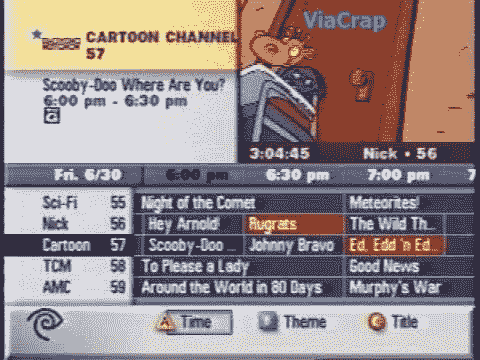 ViaCrap
CARTOON CHANNEL
57
Scooby-Doo Where Are You?
6:00 pm - 6:30 pm
3:04:45 Nick • 56
Fri. 6/30 6:00 pm 6:30 pm 7:00 pm 7
Sci-Fi 55 Night of the Comet Meteorites!
Nick 56 Hey Arnold! Rugrats The Wild Th...
Cartoon 57 Scooby-Doo ... Johnny Bravo Ed, Edd 'n Ed...
TCM 58 To Please a Lady Good News
AMC 59 Around the World in 80 Days Murphy's War
Time Theme Title